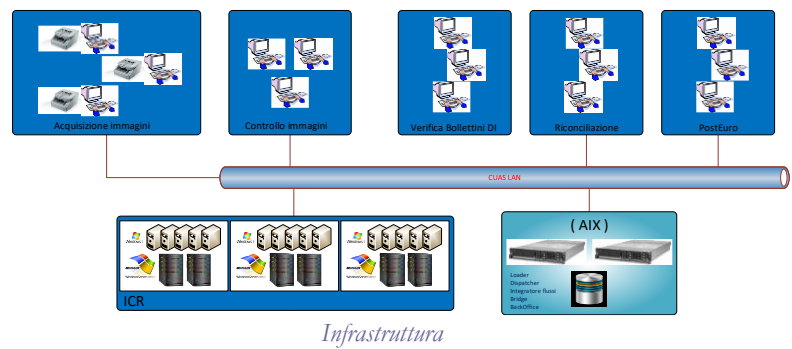 Acquisizione immagini
Controllo immagini
Verifica Bollettini DI
Riconciliazione
PostEuro
CUAS LAN
ICR
( AIX )
Loader
Dispatcher
Integratore flussi
Bridge
BackOffice
Infrastruttura